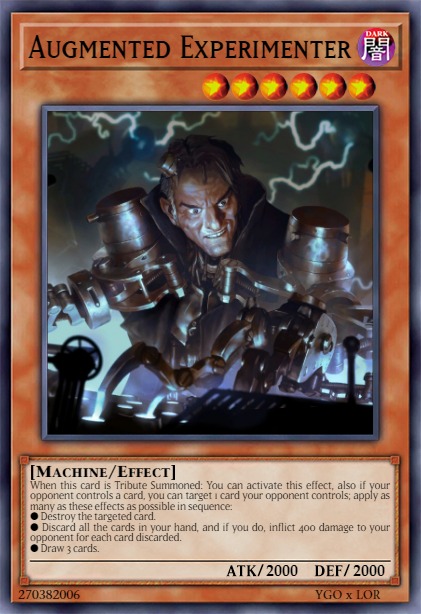 Augmented Experimenter
DARK
闇
[Machine/Effect]
When this card is Tribute Summoned: You can activate this effect, also if your
opponent controls a card, you can target 1 card your opponent controls; apply as
many as these effects as possible in sequence:
● Destroy the targeted card.
● Discard all the cards in your hand, and if you do, inflict 400 damage to your
opponent for each card discarded.
● Draw 3 cards.
ATK/2000 DEF/2000
270382006 YGO x LOR